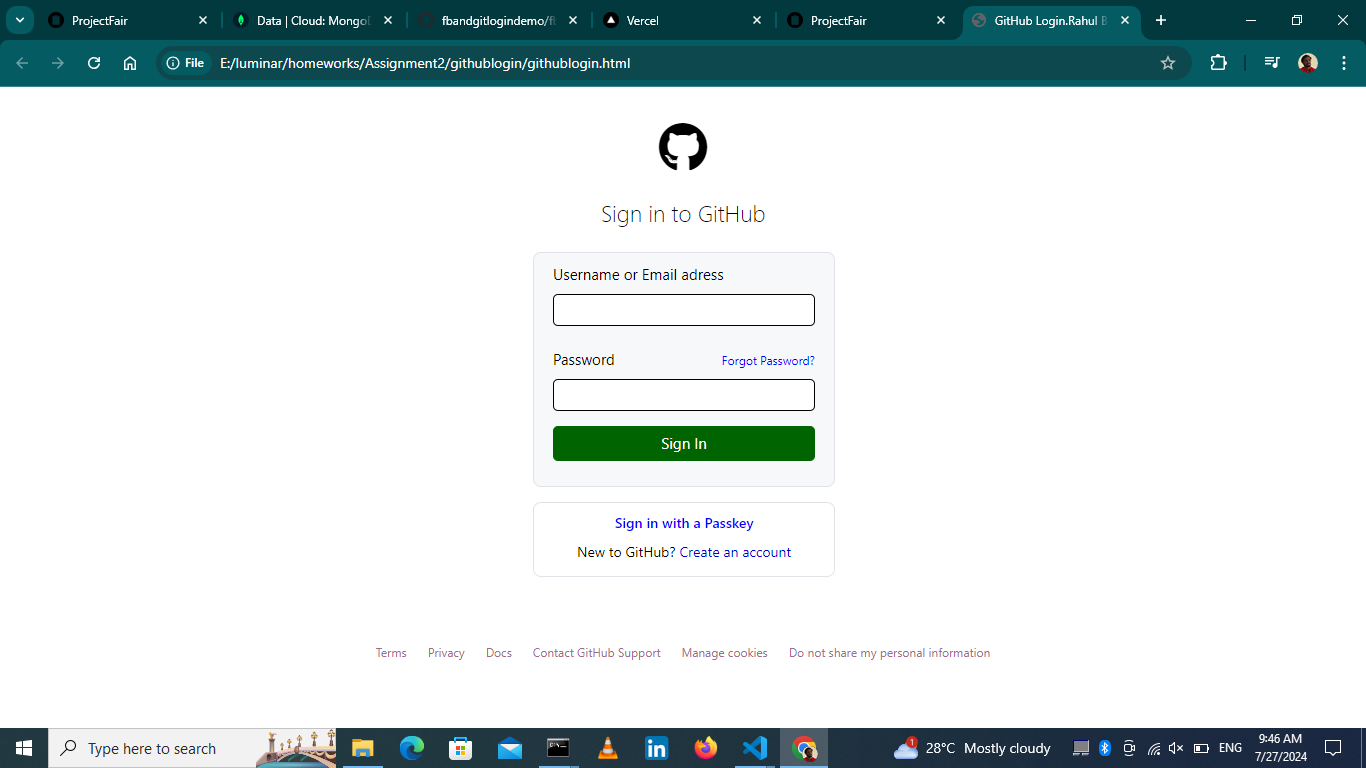 ProjectFair
Data | Cloud: Mongo
fbandgitlogindemo/
Vercel
ProjectFair
GitHub Login.Rahul
File
E:/luminar/homeworks/Assignment2/githublogin/githublogin.html
Sign in to GitHub
Username or Email adress
Password Forgot Password?
Sign In
Sign in with a Passkey
New to GitHub? Create an account
Terms Privacy Docs Contact GitHub Support Manage cookies Do not share my personal information
Type here to search
1
28°C Mostly cloudy
ENG
9:46 AM
7/27/2024